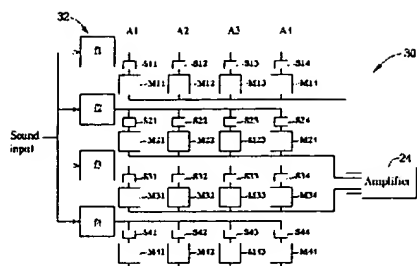 32
A1 A2 A3 A4
f1
S11 S12 S13 S14
30
M11 M12 M13 M14
f2
S21 S22 S23 S24
Sound
input
M21 M22 M23 M24
24
f3
S31 S32 S33 S34
Amplifier
M31 M32 M33 M34
f4
S41 S42 S43 S44
M41 M42 M43 M44